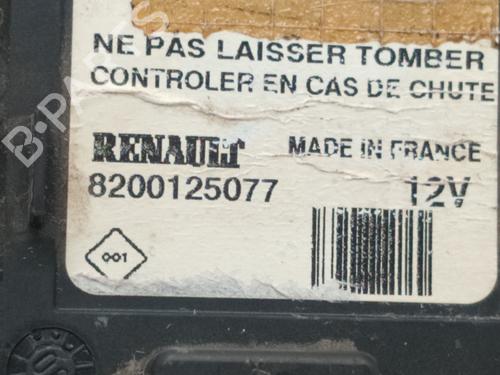 NE PAS LAISSER TOMBER
CONTROLER EN CAS DE CHUTE
RENAULT MADE IN FRANCE
8200125077 12V
001
B-PARTS